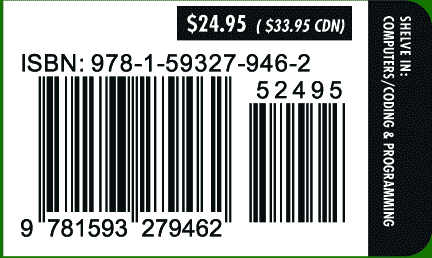 $24.95 ( $33.95 CDN)
ISBN: 978-1-59327-946-2
52495
9 781593 279462
SHELVE IN:
COMPUTERS/CODING & PROGRAMMING